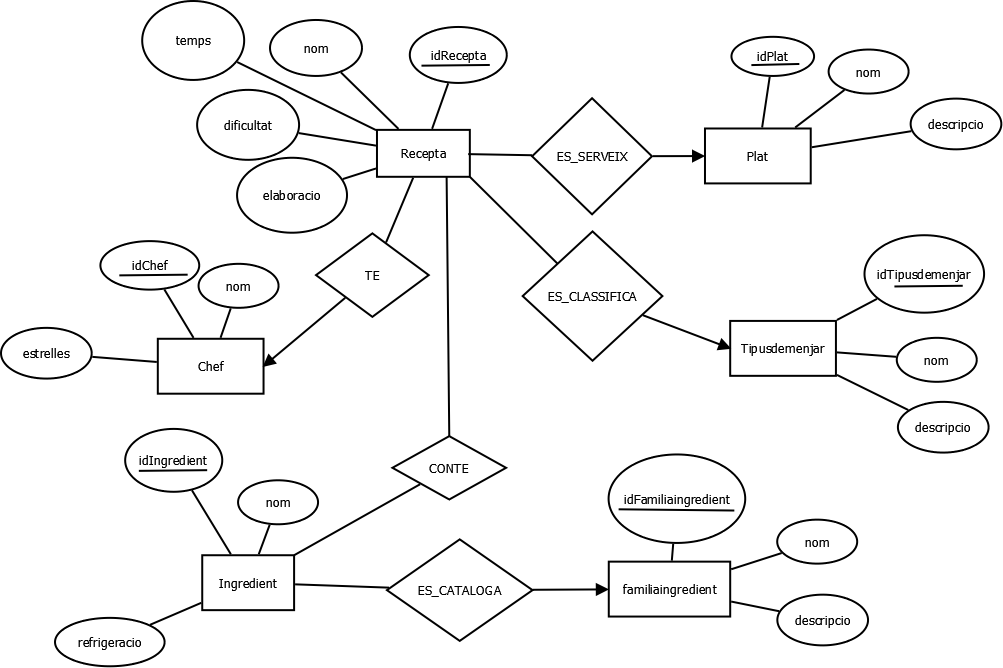 temps
nom
idRecepta
idPlat
nom
dificultat
descripcio
Recepta
ES_SERVEIX
Plat
elaboracio
idChef
nom
TE
ES_CLASSIFICA
idTipusdemenjar
estrelles
Chef
Tipusdemenjar
nom
descripcio
idIngredient
CONTE
nom
idFamiliaingredient
nom
Ingredient
ES_CATALOGA
familiaingredient
descripcio
refrigeracio